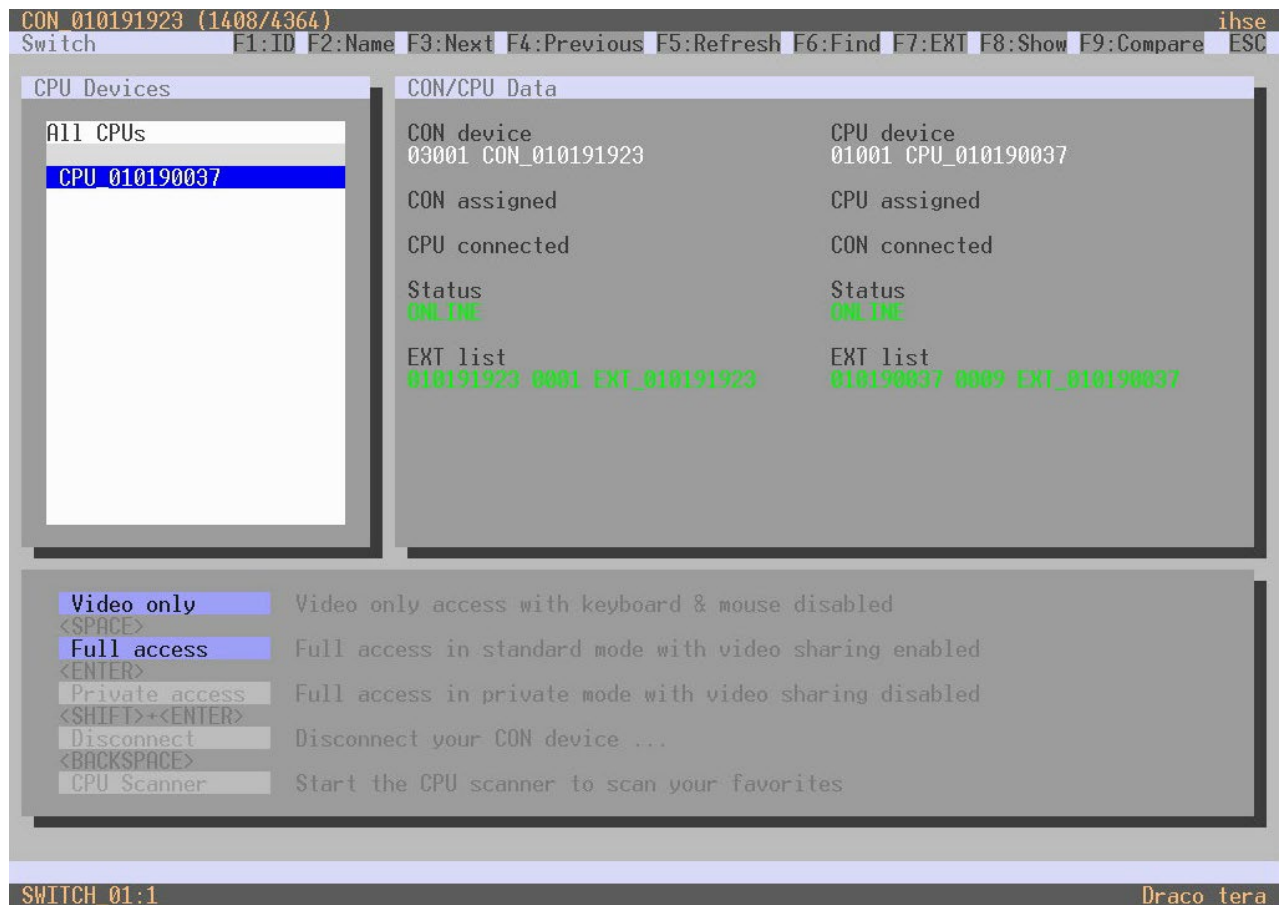 CON_010191923 (1408/4364) ihse
Switch F1:ID F2:Name F3:Next F4:Previous F5:Refresh F6:Find F7:EXT F8:Show F9:Compare ESC
CPU Devices
All CPUs
CPU_010190037
CON/CPU Data
CON device CPU device
03001 CON_010191923 01001 CPU_010190037
CON assigned CPU assigned
CPU connected CON connected
Status Status
ONLINE ONLINE
EXT list EXT list
010191923 0001 EXT_010191923 010190037 0009 EXT_010190037
Video only Video only access with keyboard & mouse disabled
<SPACE>
Full access Full access in standard mode with video sharing enabled
<ENTER>
Private access Full access in private mode with video sharing disabled
<SHIFT>+<ENTER>
Disconnect Disconnect your CON device ...
<BACKSPACE>
CPU Scanner Start the CPU scanner to scan your favorites
SWITCH_01:1 Draco tera